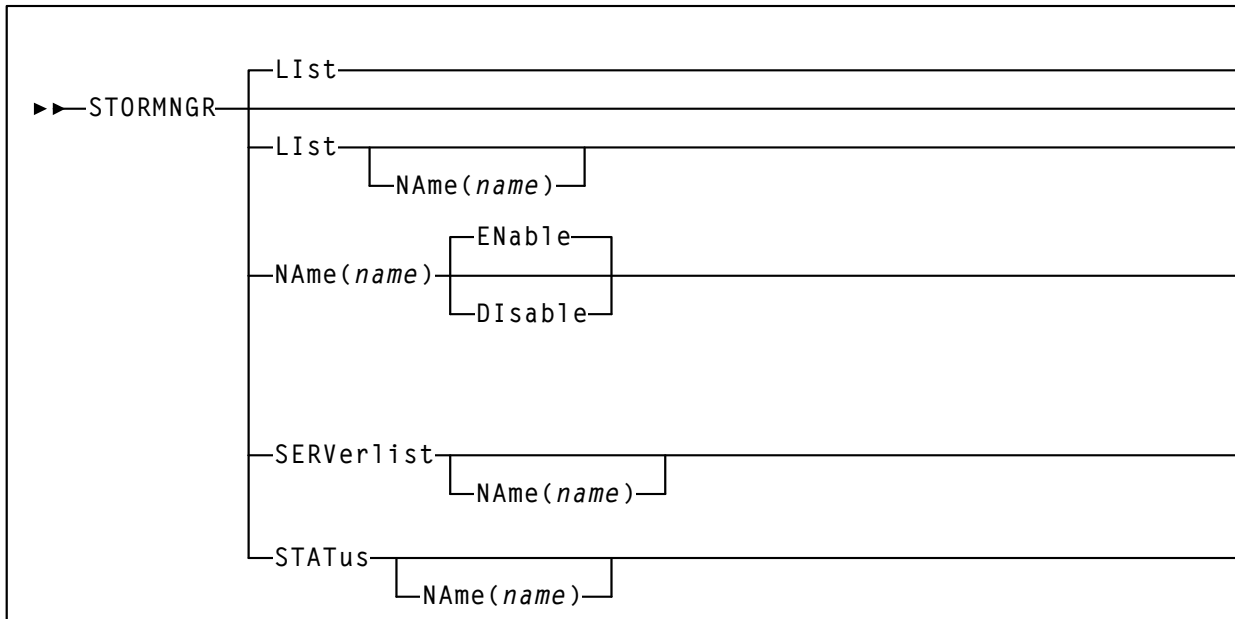 LIst
►►STORMNGR
LIst
NAme(name)
ENable
NAme(name)
DIsable
SERVerlist
NAme(name)
STATus
NAme(name)